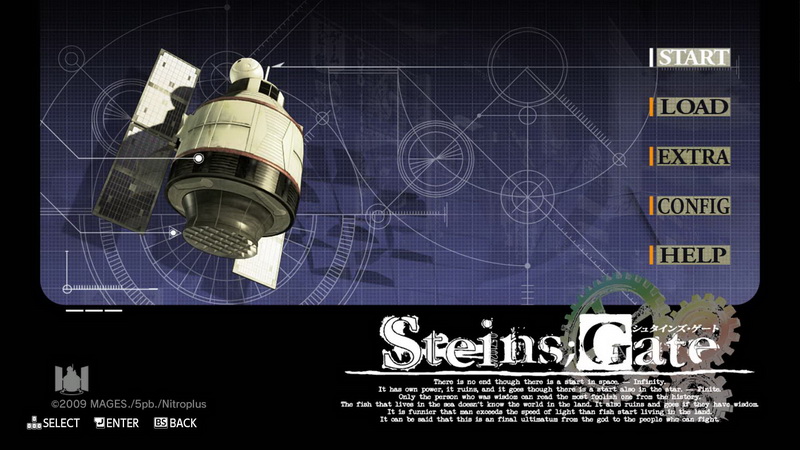 START
LOAD
EXTRA
CONFIG
HELP
シュタインズ・ゲート
Steins;Gate
There is no end though there is a start in space. — Infinity.
It has own power, it ruins, and it goes though there is a start also in the star. — Finite.
Only the person who was wisdom can read the most foolish one from the history.
The fish that lives in the sea doesn't know the world in the land. It also ruins and goes if they have wisdom.
It is funnier that man exceeds the speed of light than fish start living in the land.
It can be said that this is an final ultimatum from the god to the people who can fight.
©2009 MAGES./5pb./Nitroplus
SELECT ENTER BS BACK